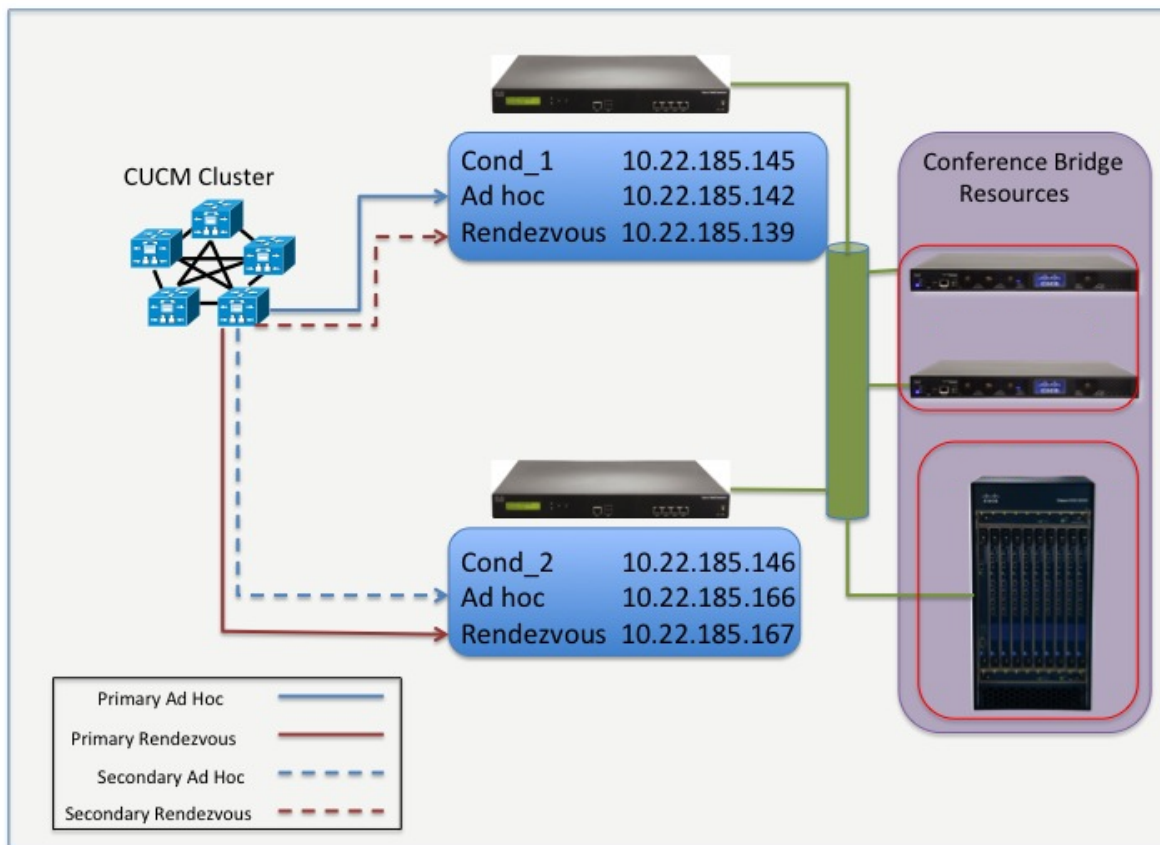 CUCM Cluster
Cond_1 10.22.185.145
Ad hoc 10.22.185.142
Rendezvous 10.22.185.139
Conference Bridge
Resources
Cond_2 10.22.185.146
Ad hoc 10.22.185.166
Rendezvous 10.22.185.167
Primary Ad Hoc
Primary Rendezvous
Secondary Ad Hoc
Secondary Rendezvous